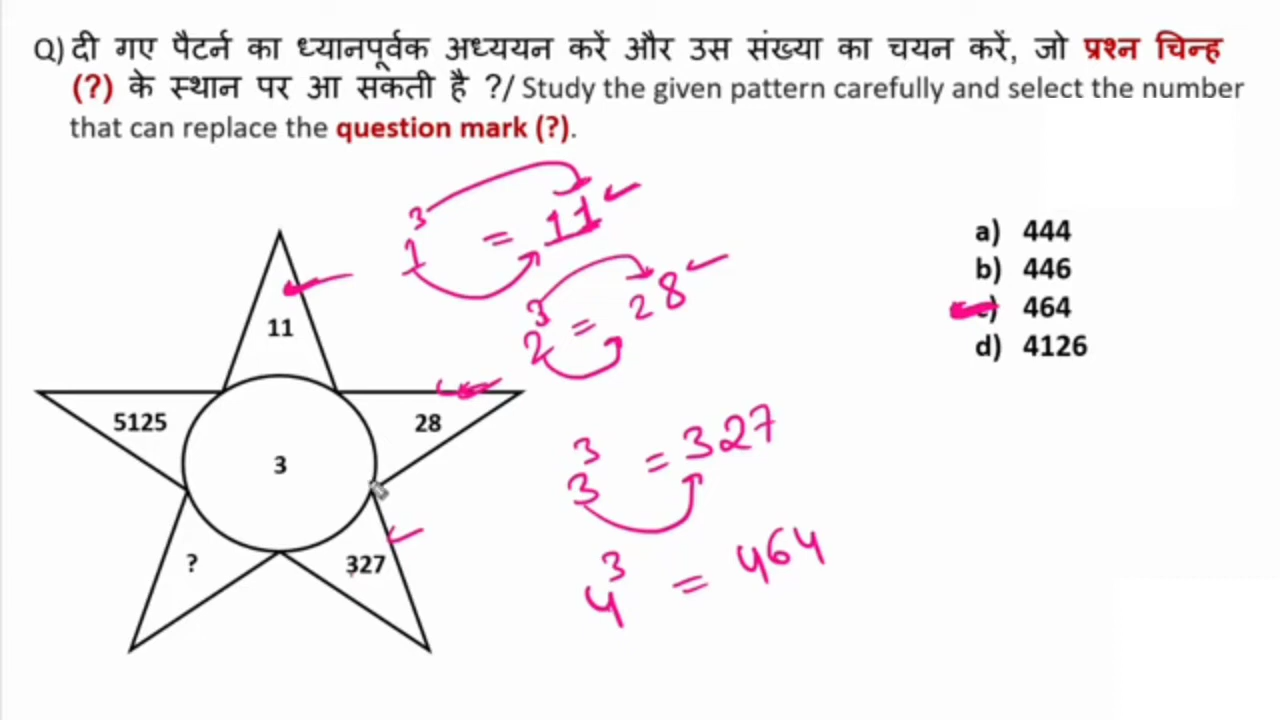 Q) दी गए पैटर्न का ध्यानपूर्वक अध्ययन करें और उस संख्या का चयन करें, जो प्रश्न चिन्ह
(?) के स्थान पर आ सकती है ?/ Study the given pattern carefully and select the number
that can replace the question mark (?).
1³ = 11
2³ = 28
3³ = 327
4³ = 464
11
5125
28
3
?
327
a) 444
b) 446
c) 464
d) 4126